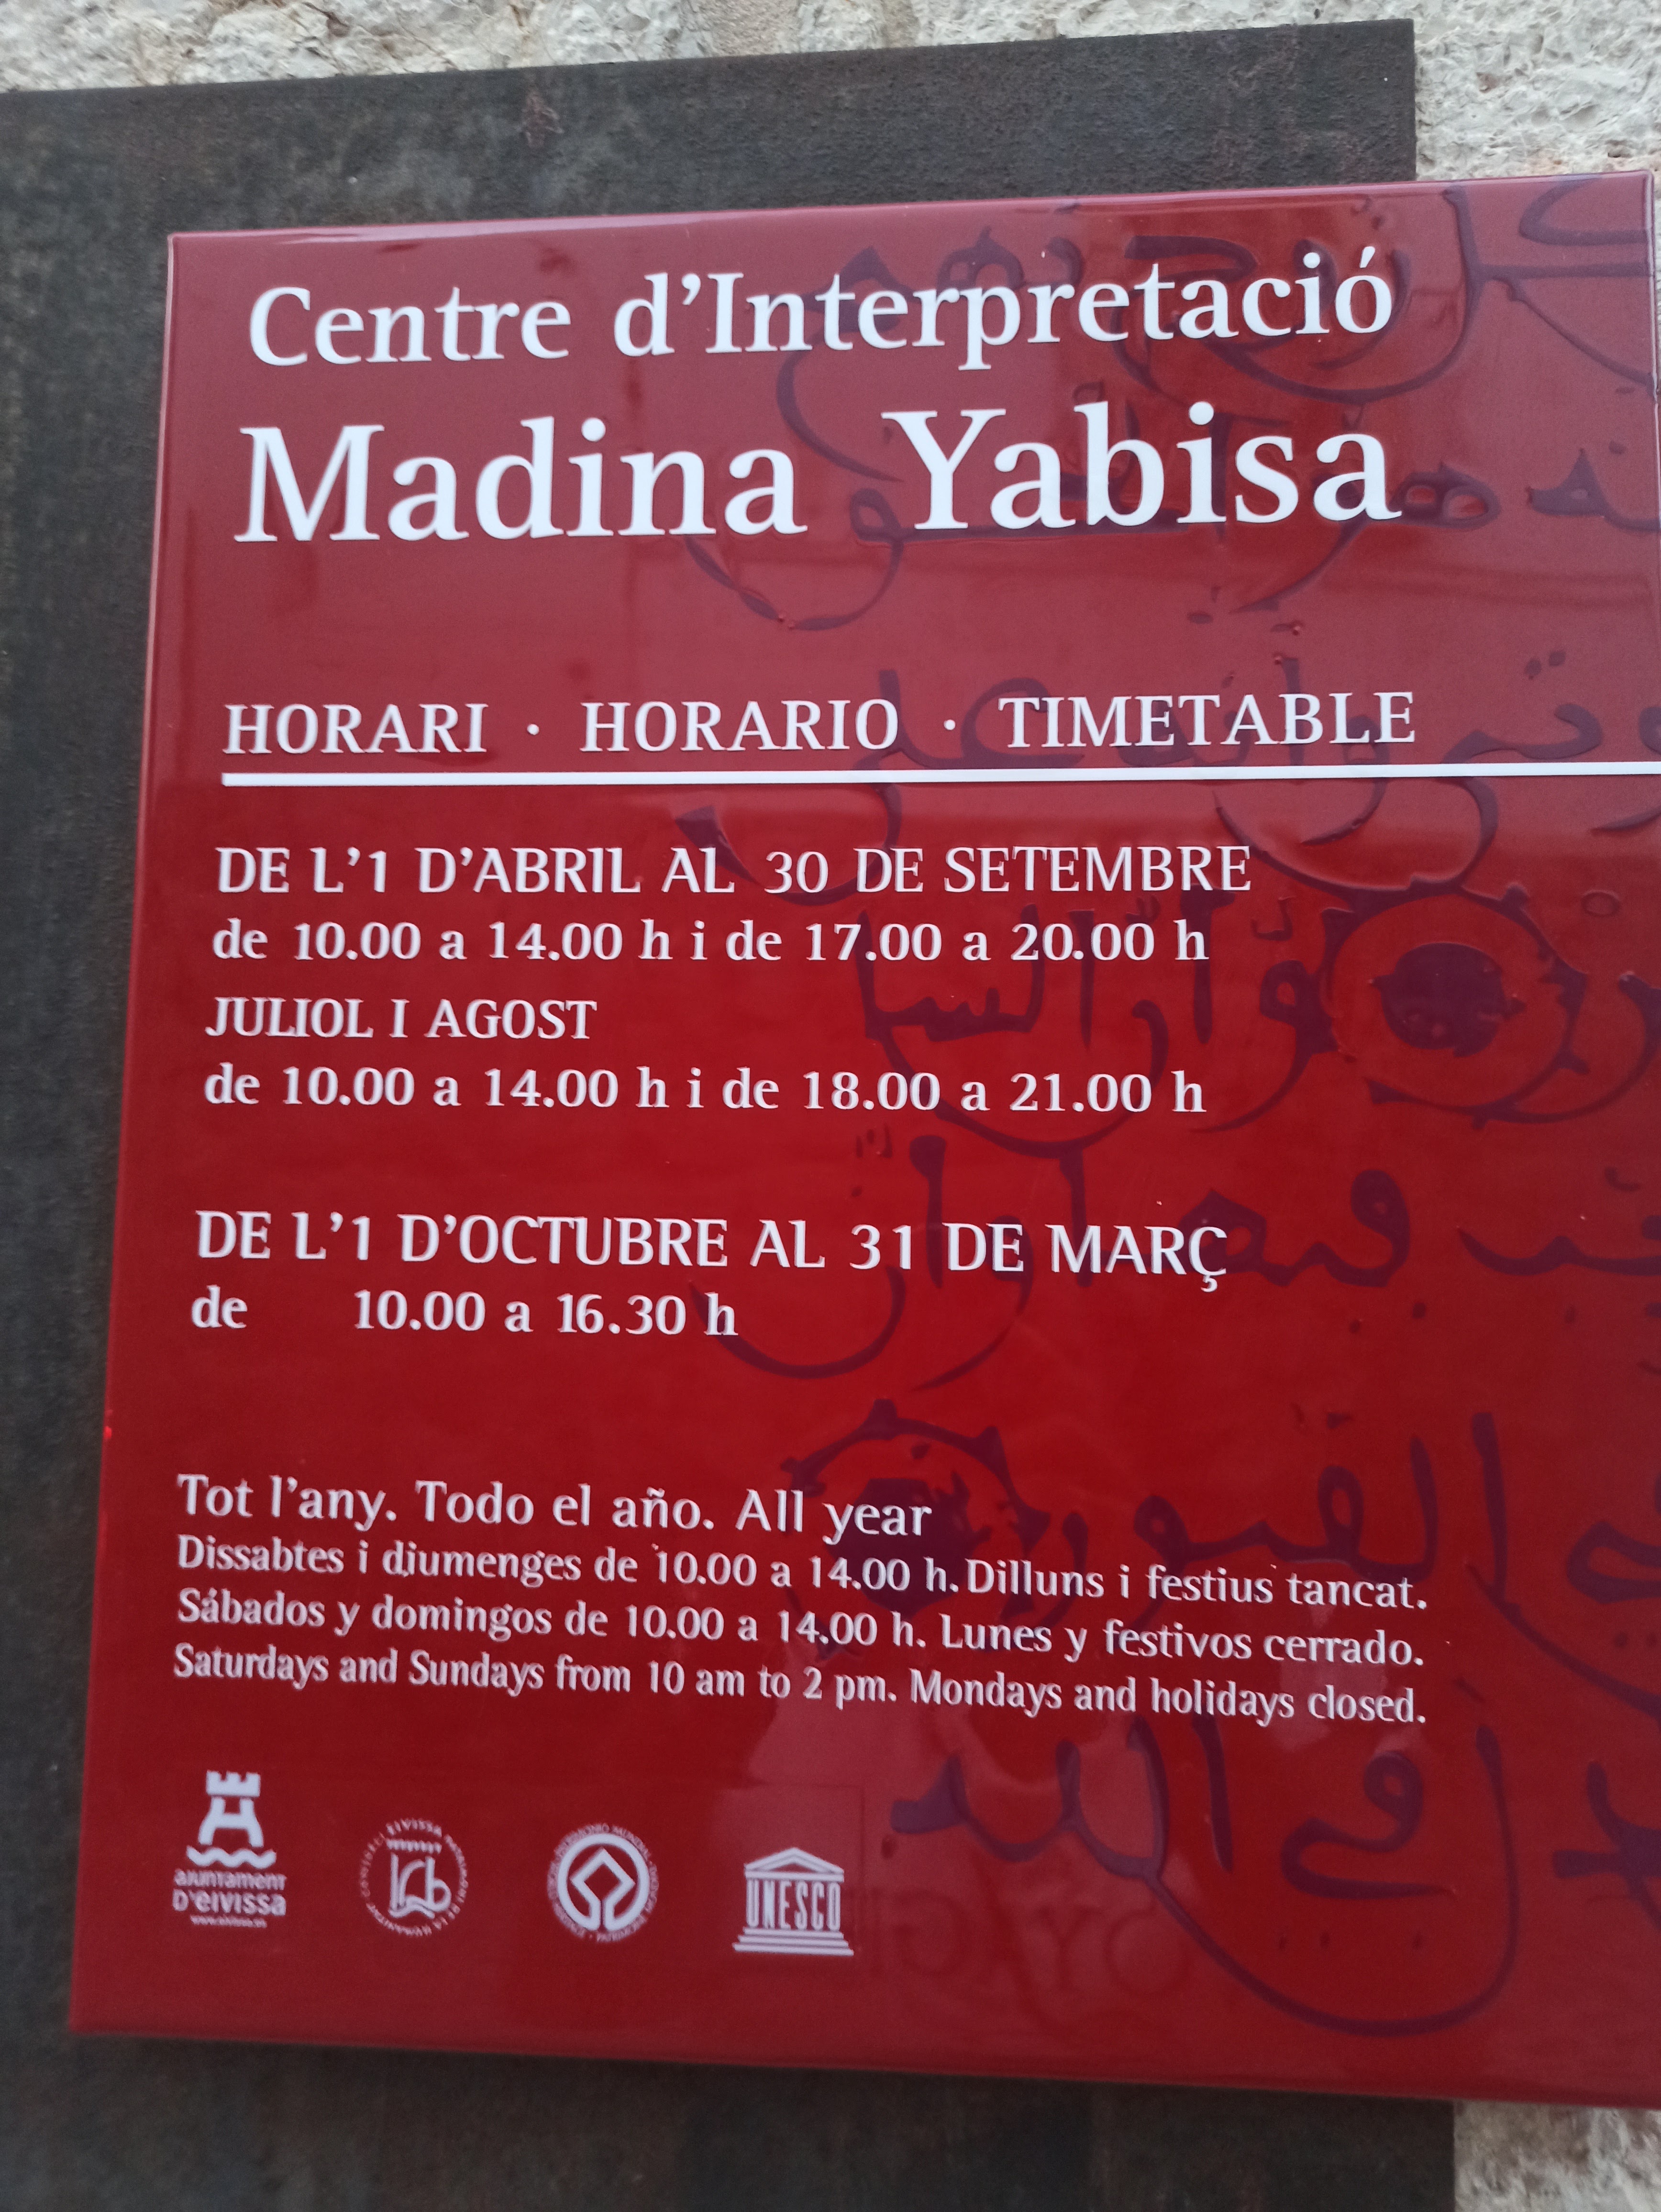 Centre d'Interpretació
Madina Yabisa
HORARI · HORARIO · TIMETABLE
DE L'1 D'ABRIL AL 30 DE SETEMBRE
de 10.00 a 14.00 h i de 17.00 a 20.00 h
JULIOL I AGOST
de 10.00 a 14.00 h i de 18.00 a 21.00 h
DE L'1 D'OCTUBRE AL 31 DE MARÇ
de 10.00 a 16.30 h
Tot l'any. Todo el año. All year
Dissabtes i diumenges de 10.00 a 14.00 h. Dilluns i festius tancat.
Sábados y domingos de 10.00 a 14.00 h. Lunes y festivos cerrado.
Saturdays and Sundays from 10 am to 2 pm. Mondays and holidays closed.
ajuntament
D'eivissa
UNESCO